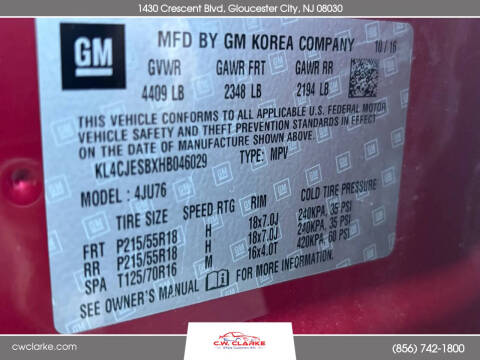 1430 Crescent Blvd, Gloucester City, NJ 08030
GM
MFD BY GM KOREA COMPANY 10/16
GVWR GAWR FRT GAWR RR
4409 LB 2348 LB 2194 LB
THIS VEHICLE CONFORMS TO ALL APPLICABLE U.S. FEDERAL MOTOR
VEHICLE SAFETY AND THEFT PREVENTION STANDARDS IN EFFECT
ON THE DATE OF MANUFACTURE SHOWN ABOVE.
KL4CJESBXHB046029 TYPE: MPV
MODEL: 4JU76
TIRE SIZE SPEED RTG RIM COLD TIRE PRESSURE
FRT P215/55R18 H 18x7.0J 240KPA, 35 PSI
RR P215/55R18 H 18x7.0J 240KPA, 35 PSI
SPA T125/70R16 M 16x4.0T 420KPA, 60 PSI
SEE OWNER'S MANUAL FOR MORE INFORMATION.
C.W. CLARKE
cwclarke.com
(856) 742-1800